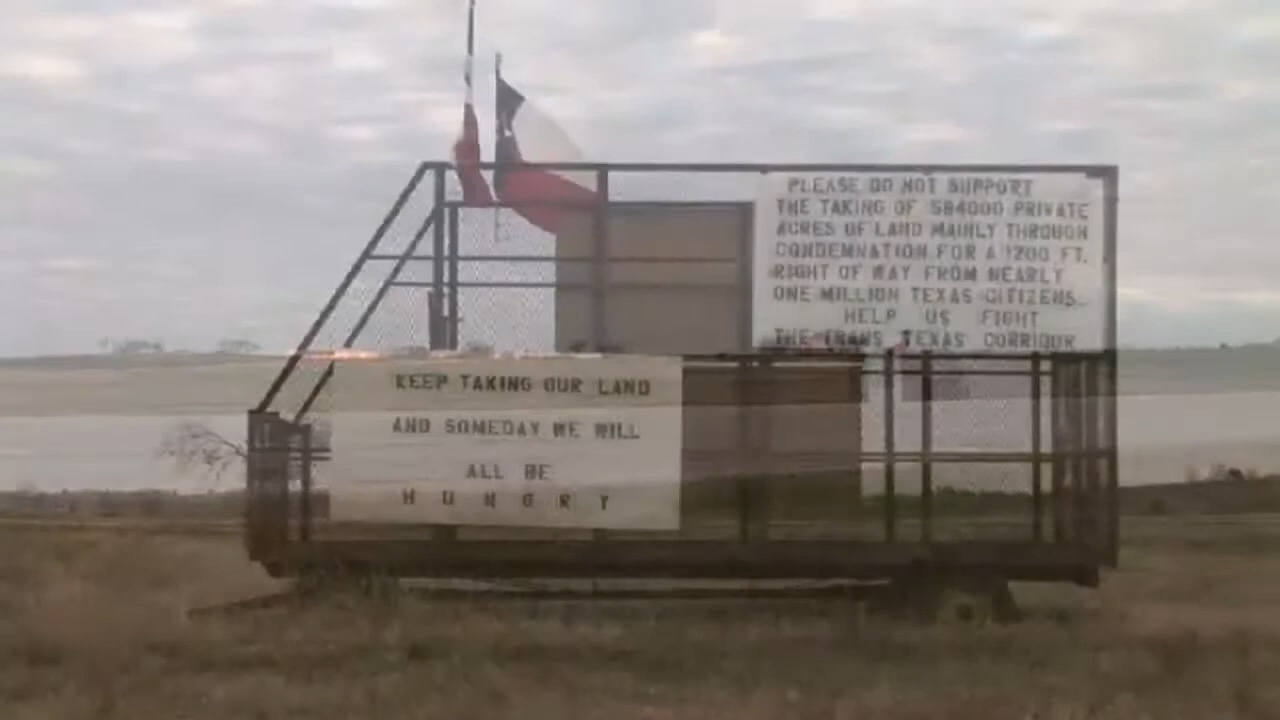 PLEASE DO NOT SUPPORT
THE TAKING OF 584000 PRIVATE
ACRES OF LAND MAINLY THROUGH
CONDEMNATION FOR A 1200 FT.
RIGHT OF WAY FROM NEARLY
ONE MILLION TEXAS CITIZENS
HELP US FIGHT
THE TRANS TEXAS CORRIDOR
KEEP TAKING OUR LAND
AND SOMEDAY WE WILL
ALL BE
HUNGRY